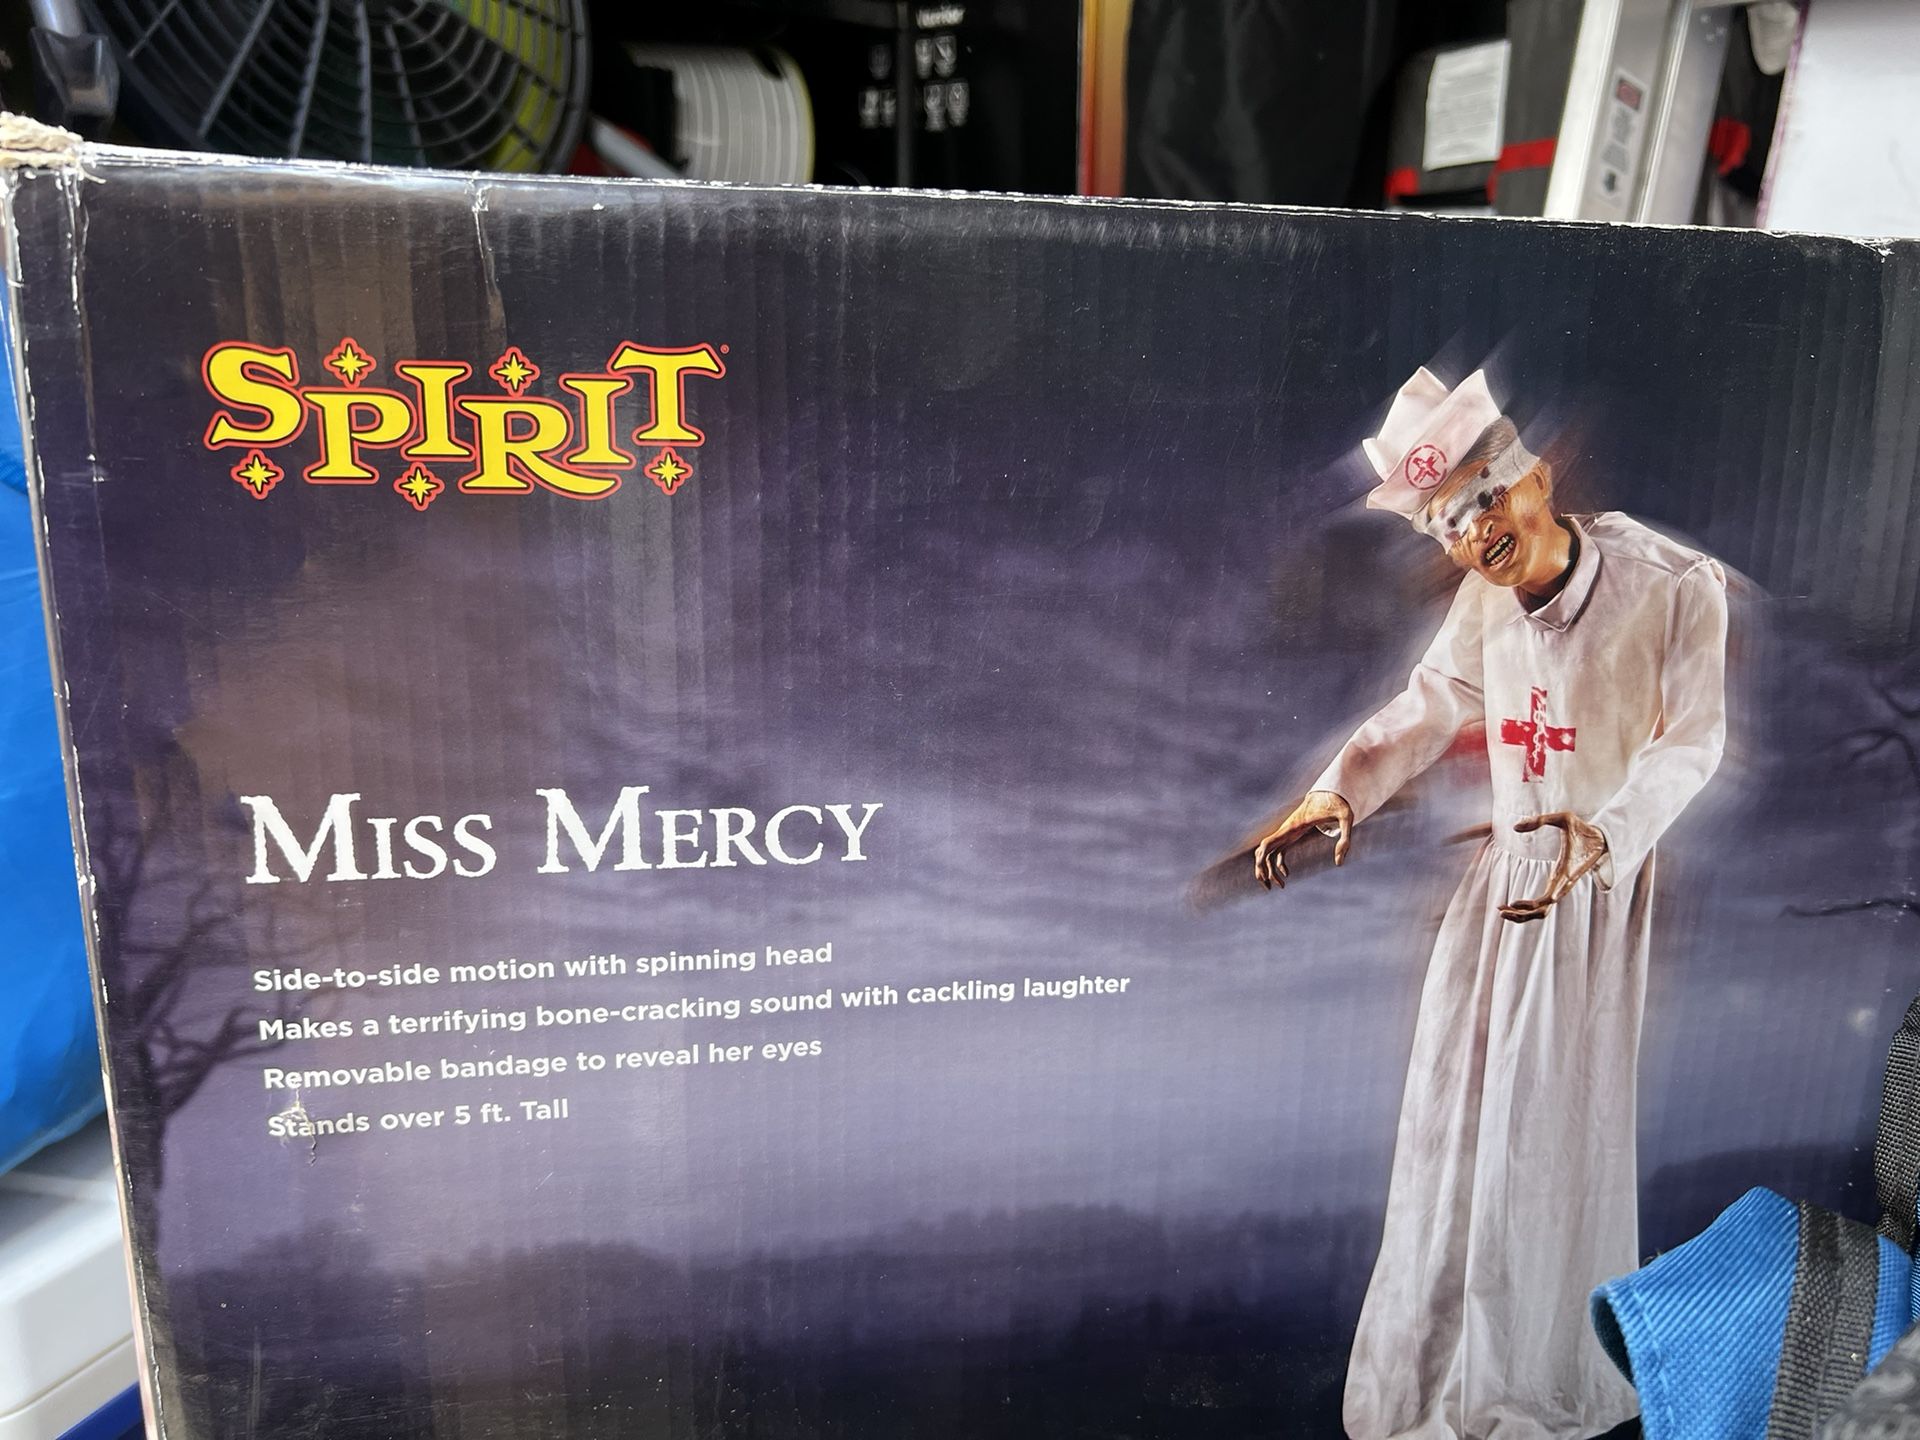 SPIRIT
MISS MERCY
Side-to-side motion with spinning head
Makes a terrifying bone-cracking sound with cackling laughter
Removable bandage to reveal her eyes
Stands over 5 ft. Tall